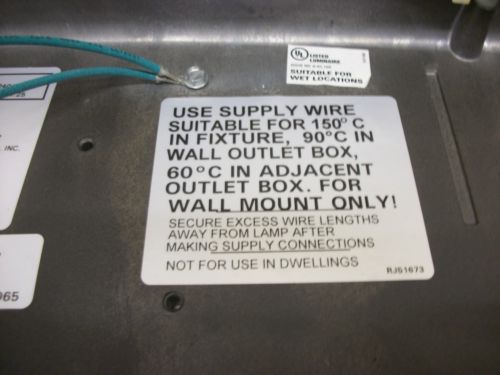 UL LISTED
LUMINAIRE
SUITABLE FOR
WET LOCATIONS
USE SUPPLY WIRE
SUITABLE FOR 150°C
IN FIXTURE, 90°C IN
WALL OUTLET BOX,
60°C IN ADJACENT
OUTLET BOX. FOR
WALL MOUNT ONLY!
SECURE EXCESS WIRE LENGTHS
AWAY FROM LAMP AFTER
MAKING SUPPLY CONNECTIONS
NOT FOR USE IN DWELLINGS
RJS1673
INC.
965